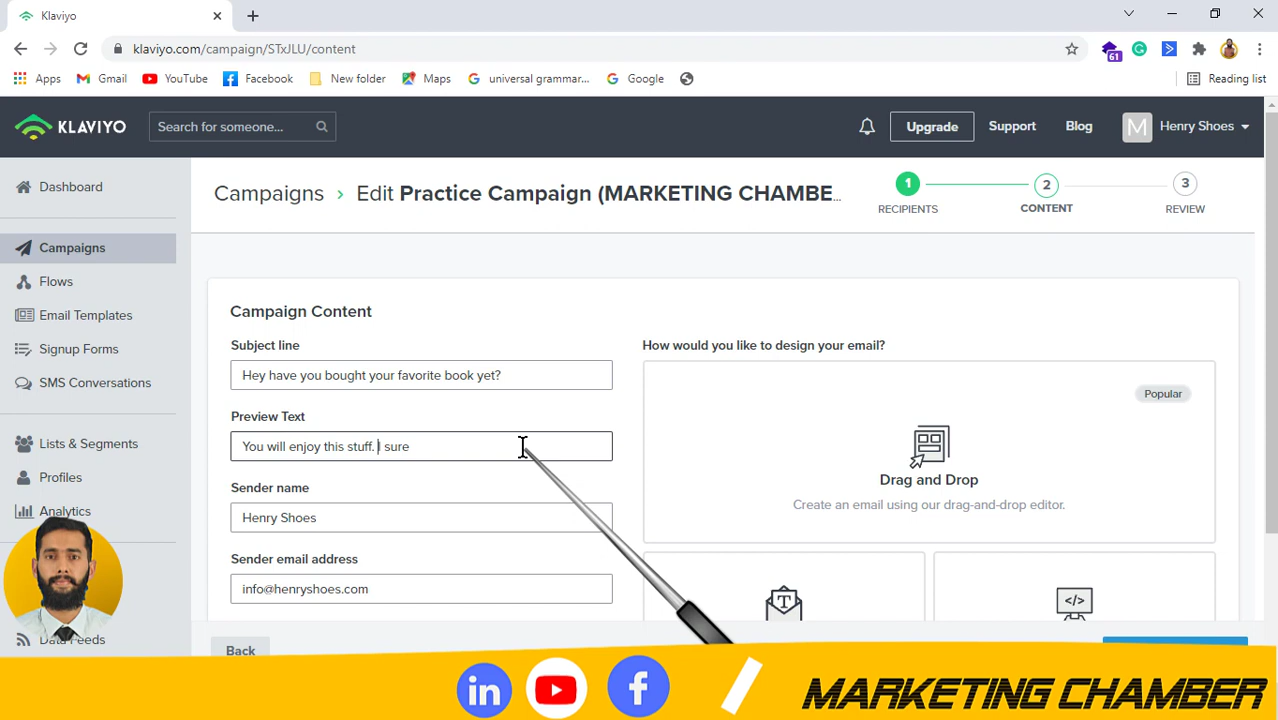 Klaviyo
klaviyo.com/campaign/STxJLU/content
61
Apps
Gmail
YouTube
Facebook
New folder
Maps
universal grammar...
Google
Reading list
KLAVIYO
Search for someone...
Upgrade
Support
Blog
M
Henry Shoes
Dashboard
Campaigns
Flows
Email Templates
Signup Forms
SMS Conversations
Lists & Segments
Profiles
Analytics
Data Feeds
Campaigns › Edit Practice Campaign (MARKETING CHAMBE...
1
RECIPIENTS
2
CONTENT
3
REVIEW
Campaign Content
Subject line
Hey have you bought your favorite book yet?
Preview Text
You will enjoy this stuff. I sure
Sender name
Henry Shoes
Sender email address
info@henryshoes.com
How would you like to design your email?
Popular
Drag and Drop
Create an email using our drag-and-drop editor.
T
</>
Back
in
f
MARKETING CHAMBER